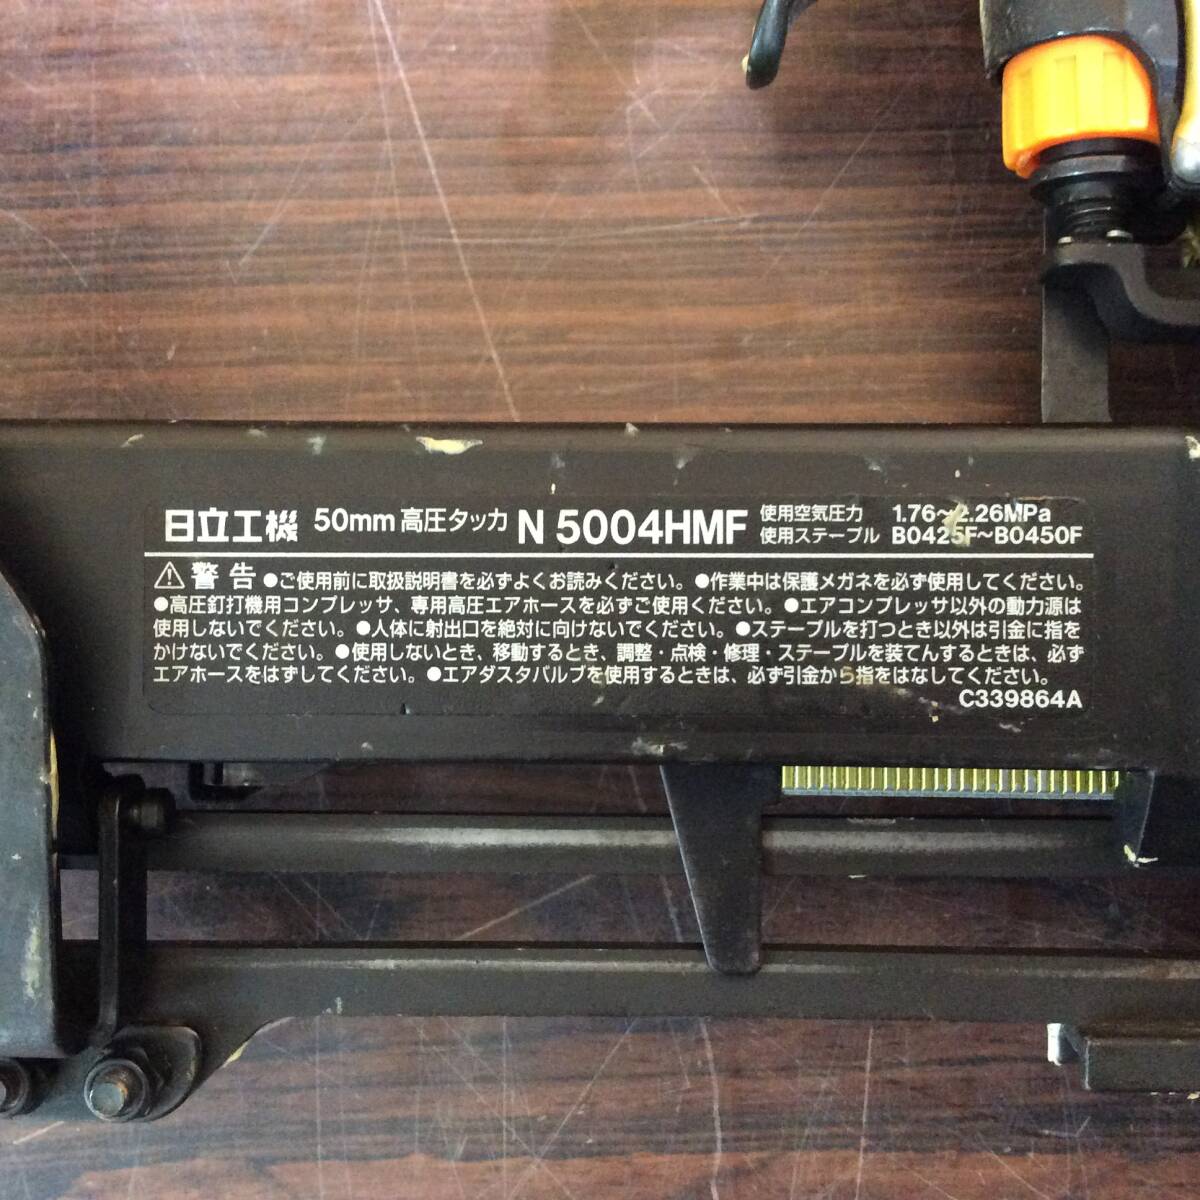 日立工機 50mm 高圧タッカ N 5004HMF 使用空気圧力 1.76~2.26MPa
使用ステープル B0425F~B0450F
⚠警告 ●ご使用前に取扱説明書を必ずよくお読みください。●作業中は保護メガネを必ず使用してください。
●高圧釘打機用コンプレッサ、専用高圧エアホースを必ずご使用ください。●エアコンプレッサ以外の動力源は
使用しないでください。●人体に射出口を絶対に向けないでください。●ステープルを打つとき以外は引金に指を
かけないでください。●使用しないとき、移動するとき、調整・点検・修理・ステープルを装てんするときは、必ず
エアホースをはずしてください。●エアダスタバルブを使用するときは、必ず引金から指をはなしてください。
C339864A